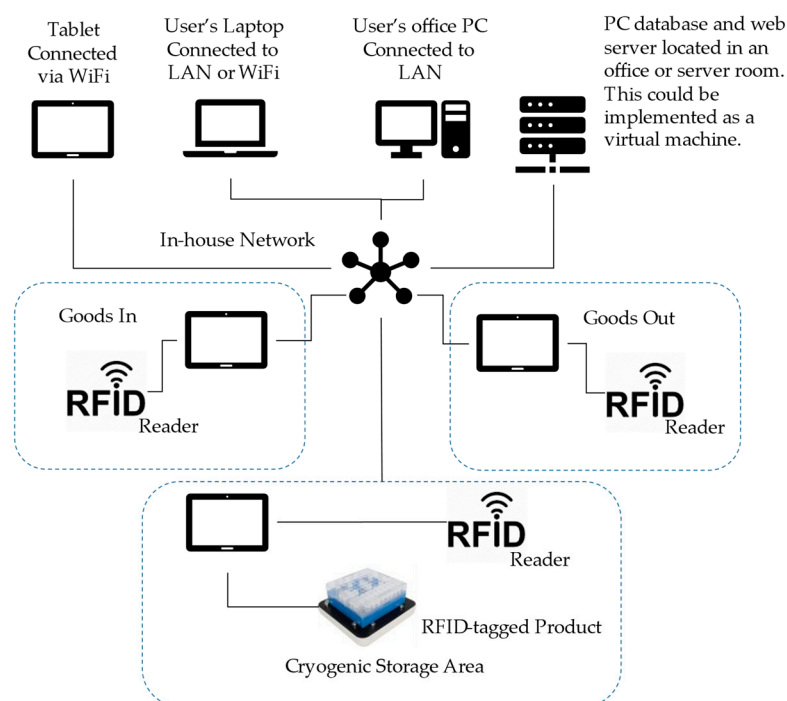 Tablet
Connected
via WiFi
User's Laptop
Connected to
LAN or WiFi
User's office PC
Connected to
LAN
PC database and web
server located in an
office or server room.
This could be
implemented as a
virtual machine.
In-house Network
Goods In
RFID
Reader
Goods Out
RFID
Reader
RFID
Reader
RFID-tagged Product
Cryogenic Storage Area